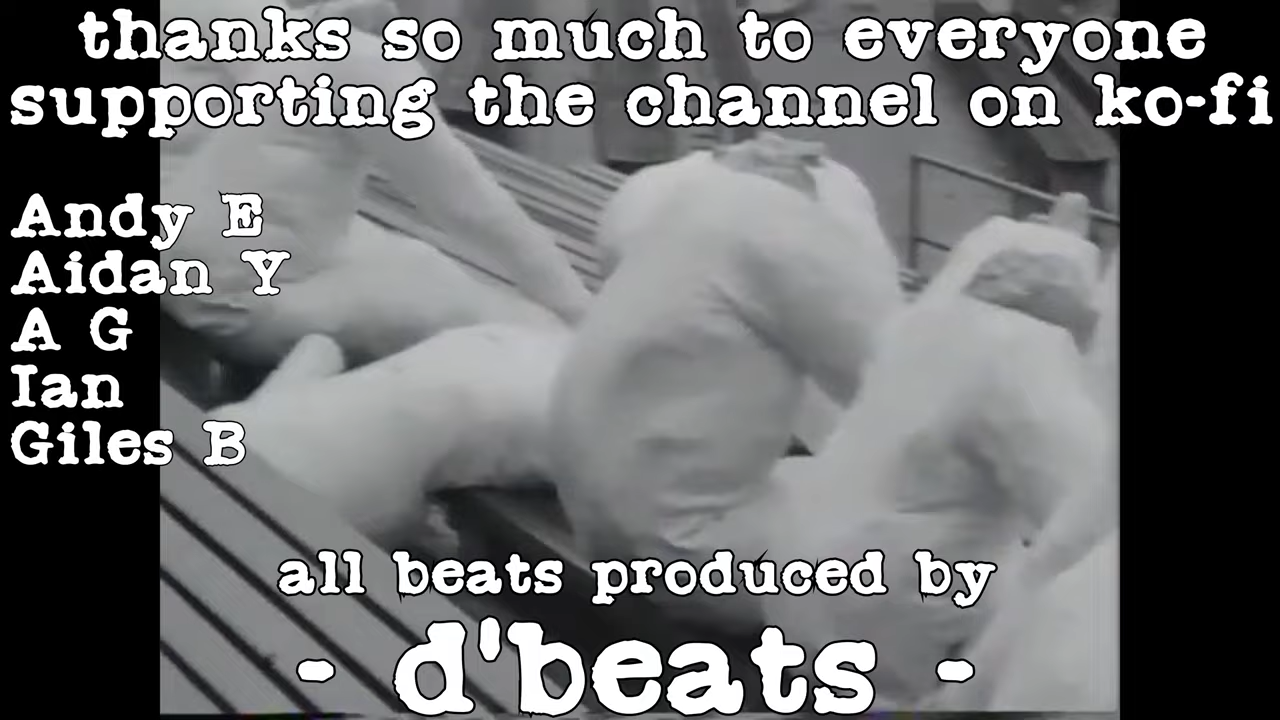 thanks so much to everyone
supporting the channel on ko-fi
Andy E
Aidan Y
A G
Ian
Giles B
all beats produced by
- d'beats -